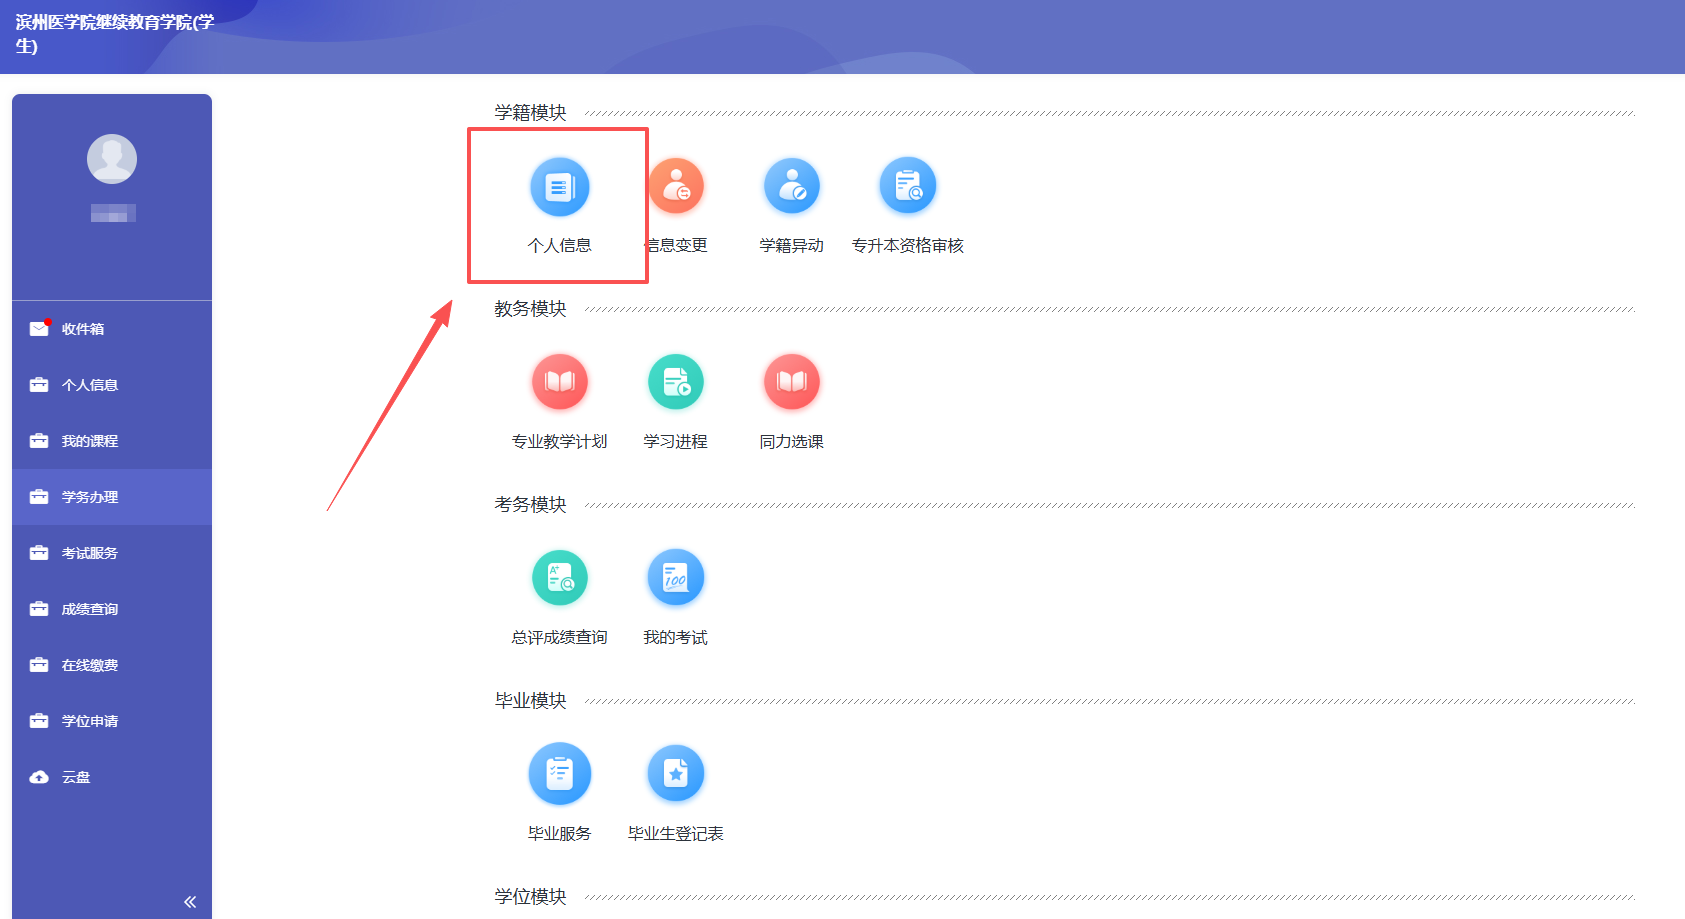 滨州医学院继续教育学院(学
生)
收件箱
个人信息
我的课程
学务办理
考试服务
成绩查询
在线缴费
学位申请
云盘
学籍模块
个人信息 信息变更 学籍异动 专升本资格审核
教务模块
专业教学计划 学习进程 同力选课
考务模块
A+ 100
总评成绩查询 我的考试
毕业模块
毕业服务 毕业生登记表
学位模块